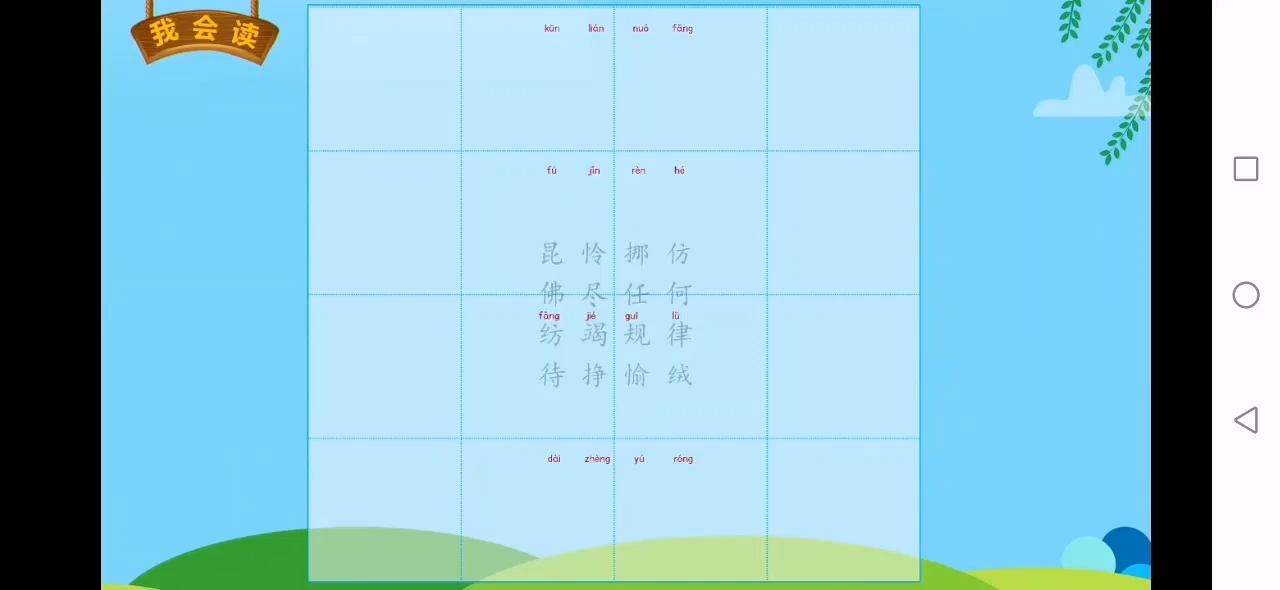 我会读
kūn lián nuó fǎng
fú jìn rèn hé
昆 怜 挪 仿
佛 尽 任 何
fǎng jié guī lǜ
纺 竭 规 律
待 挣 愉 绒
dài zhèng yú róng